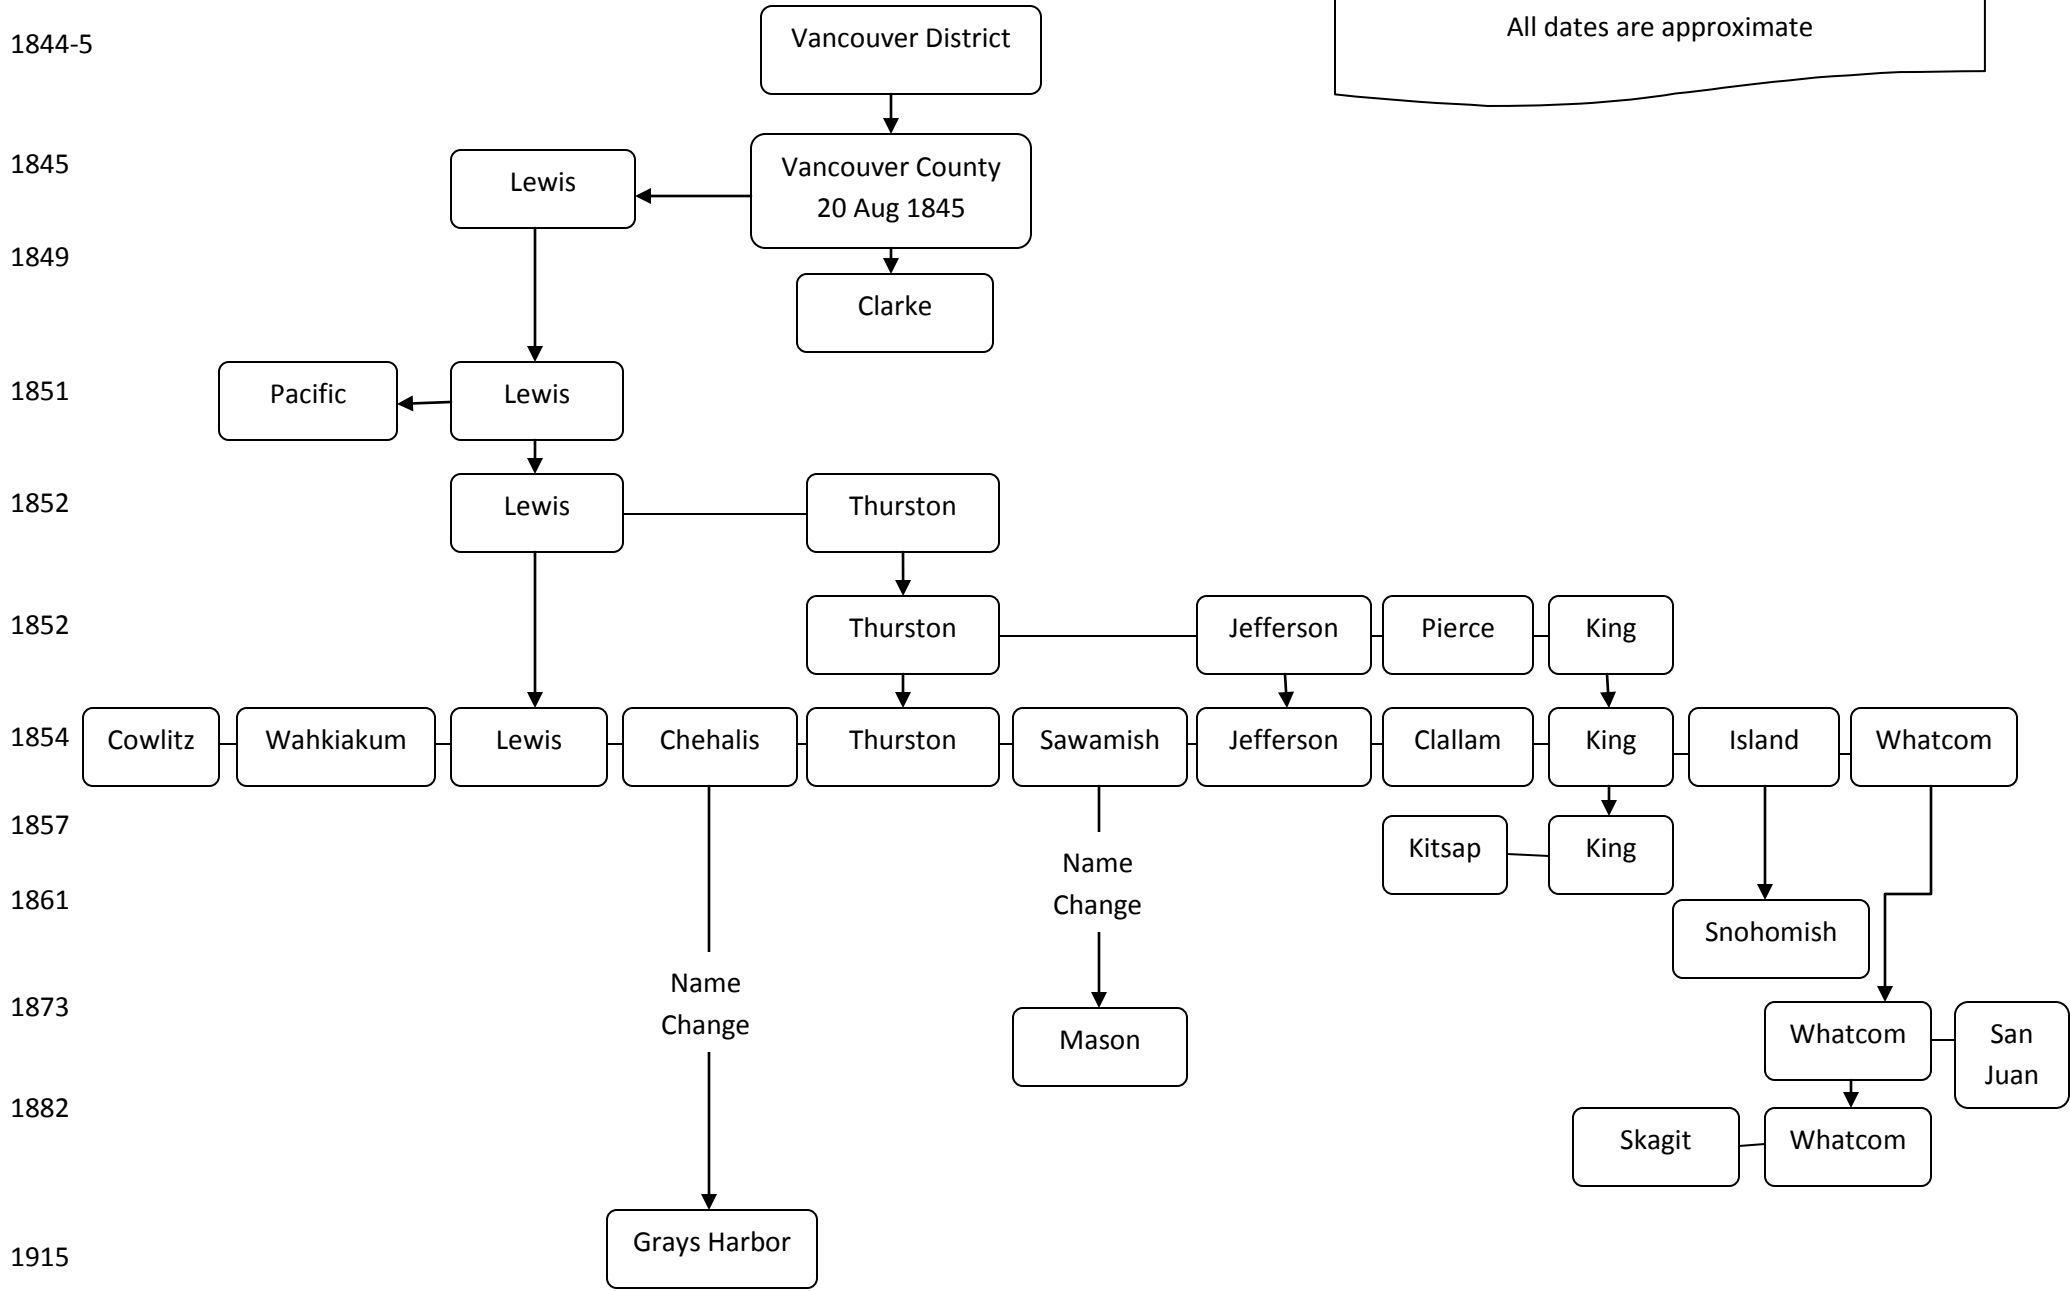 1844-5
Vancouver District
All dates are approximate
1845
Lewis
Vancouver County
20 Aug 1845
1849
Clarke
1851
Pacific
Lewis
1852
Lewis
Thurston
1852
Thurston
Jefferson
Pierce
King
1854
Cowlitz
Wahkiakum
Lewis
Chehalis
Thurston
Sawamish
Jefferson
Clallam
King
Island
Whatcom
1857
Kitsap
King
Name
Change
1861
Snohomish
Name
Change
1873
Mason
Whatcom
San
Juan
1882
Skagit
Whatcom
Grays Harbor
1915